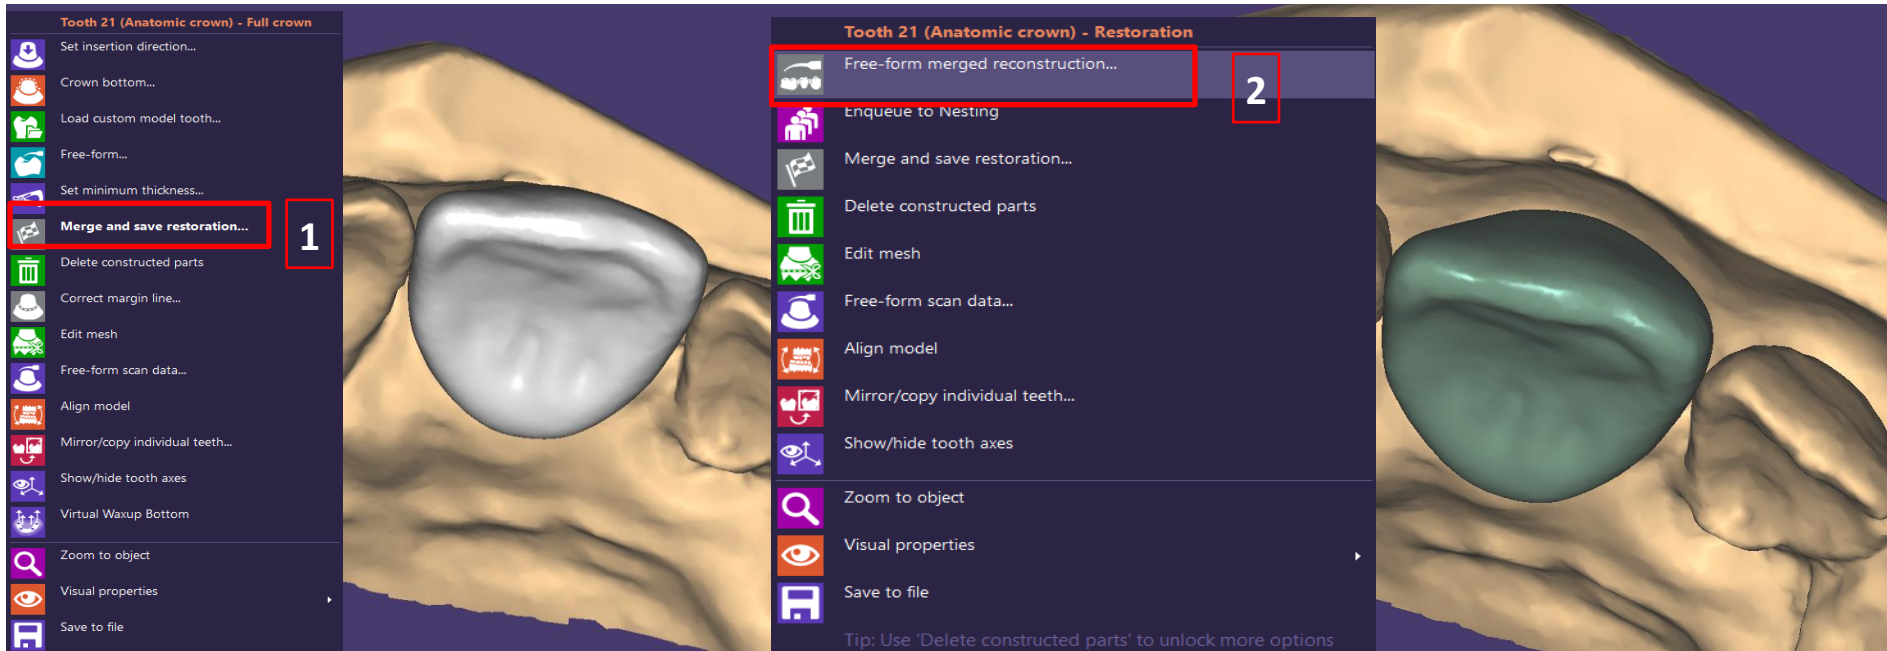 Tooth 21 (Anatomic crown) - Full crown
Set insertion direction...
Crown bottom...
Load custom model tooth...
Free-form...
Set minimum thickness...
Merge and save restoration...
1
Delete constructed parts
Correct margin line...
Edit mesh
Free-form scan data...
Align model
Mirror/copy individual teeth...
Show/hide tooth axes
Virtual Waxup Bottom
Zoom to object
Visual properties
Save to file
Tooth 21 (Anatomic crown) - Restoration
Free-form merged reconstruction...
2
Enqueue to Nesting
Merge and save restoration...
Delete constructed parts
Edit mesh
Free-form scan data...
Align model
Mirror/copy individual teeth...
Show/hide tooth axes
Zoom to object
Visual properties
Save to file
Tip: Use 'Delete constructed parts' to unlock more options